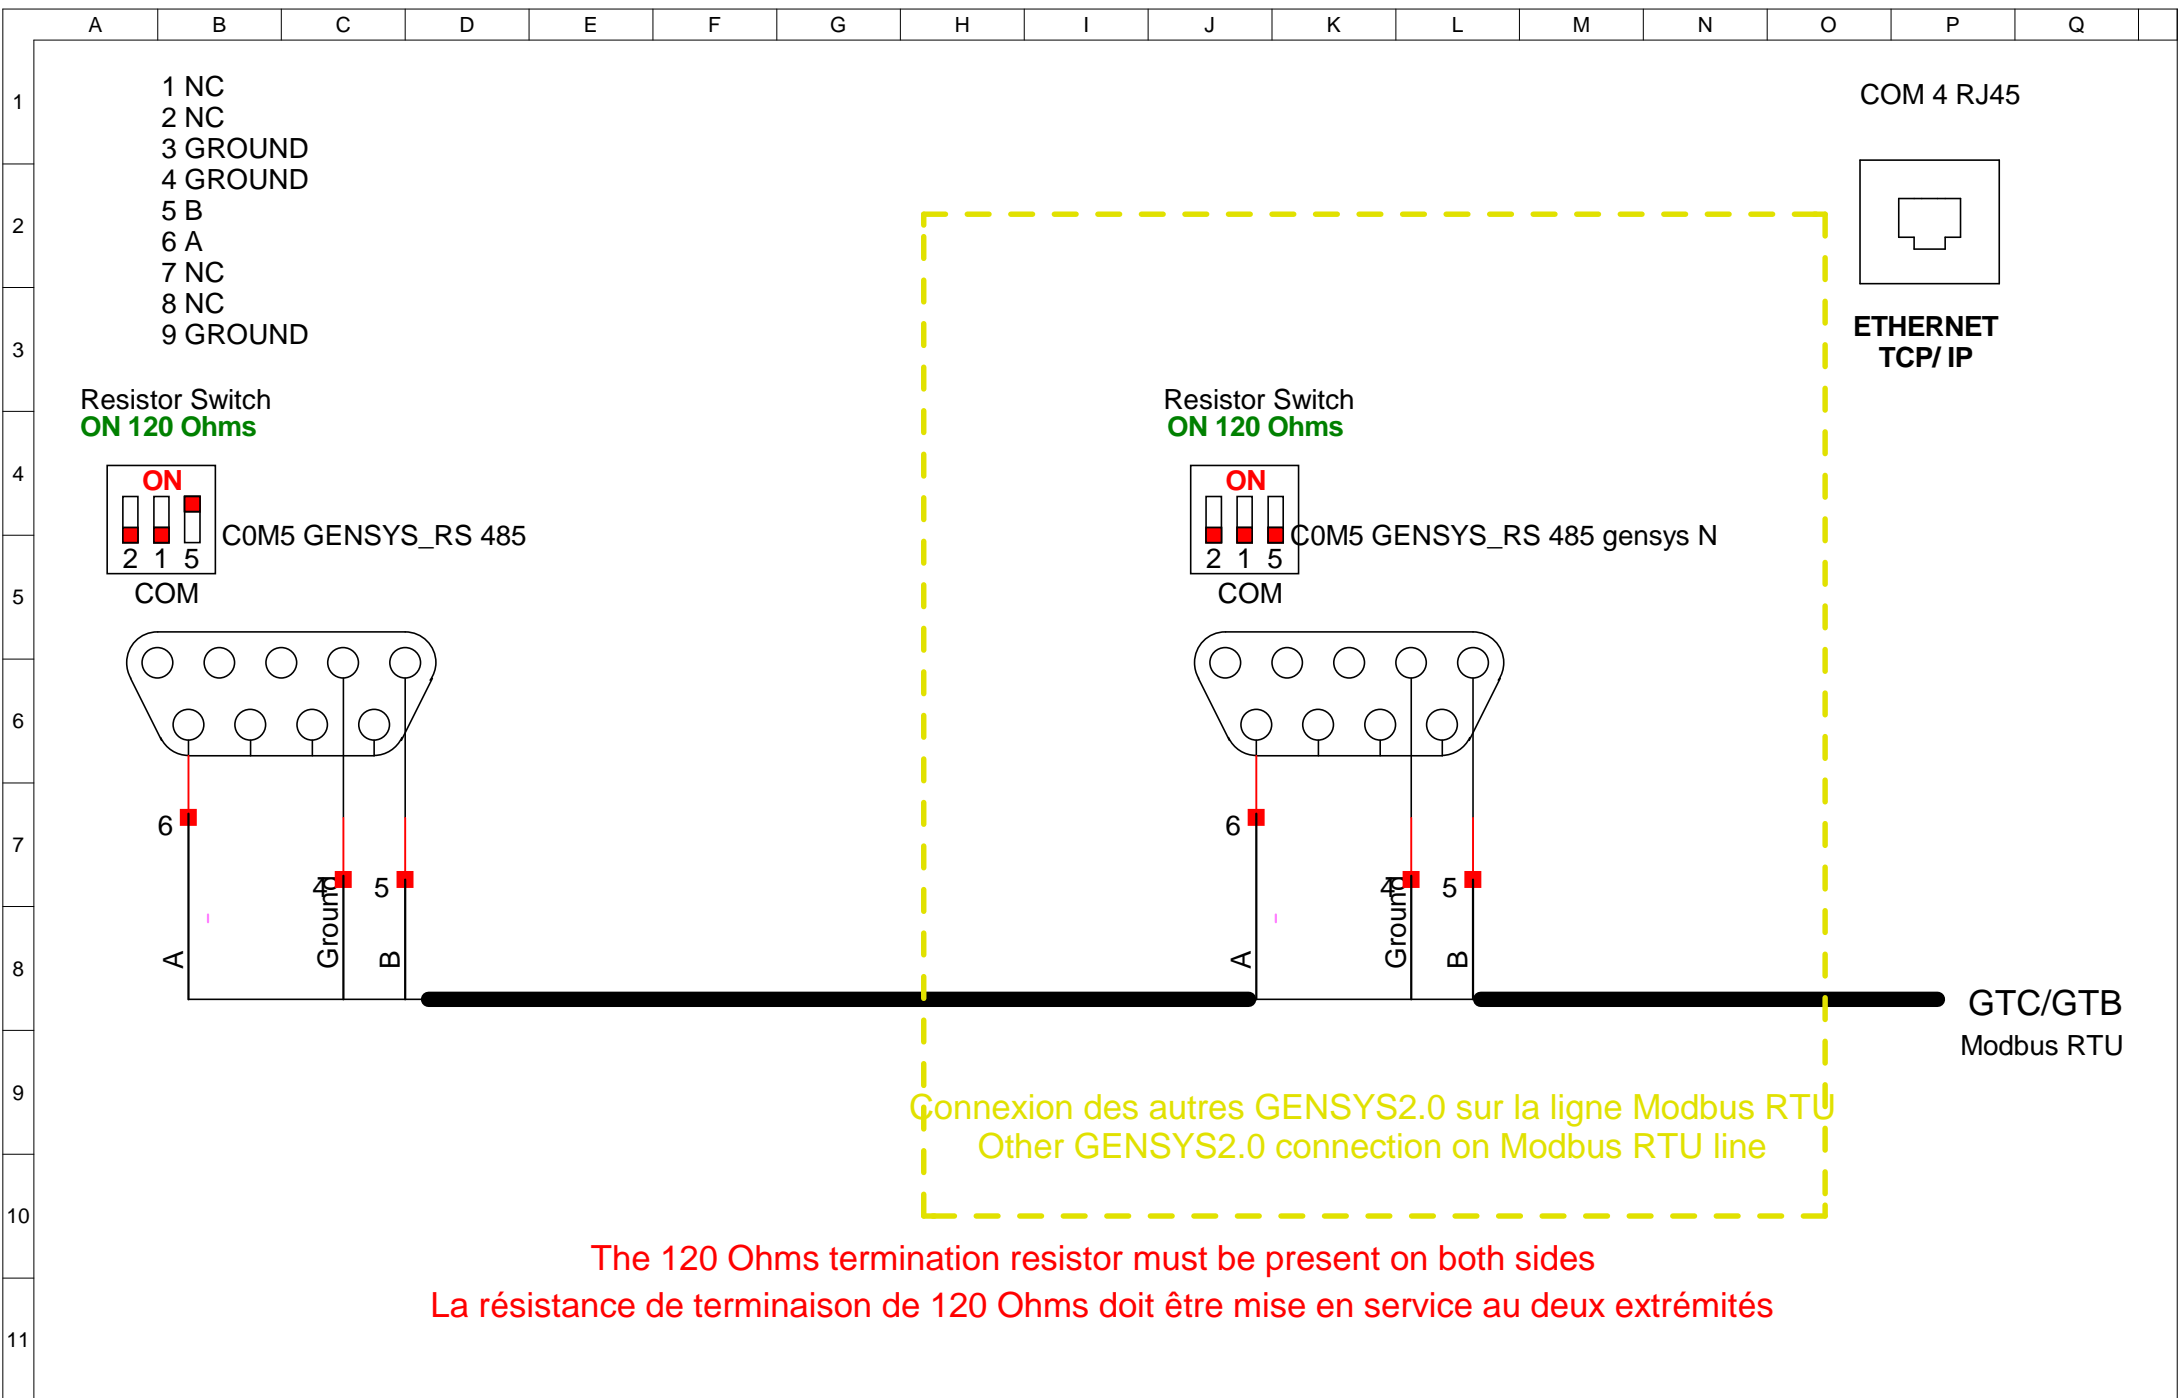 A B C D E F G H I J K L M N O P Q
1
2
3
4
5
6
7
8
9
10
11
1 NC
2 NC
3 GROUND
4 GROUND
5 B
6 A
7 NC
8 NC
9 GROUND
COM 4 RJ45
ETHERNET
TCP/ IP
Resistor Switch
ON 120 Ohms
ON
2 1 5
COM
C0M5 GENSYS_RS 485
Resistor Switch
ON 120 Ohms
ON
2 1 5
COM
C0M5 GENSYS_RS 485 gensys N
6
4
5
A
Ground
B
6
4
5
A
Ground
B
GTC/GTB
Modbus RTU
Connexion des autres GENSYS2.0 sur la ligne Modbus RTU
Other GENSYS2.0 connection on Modbus RTU line
The 120 Ohms termination resistor must be present on both sides
La résistance de terminaison de 120 Ohms doit être mise en service au deux extrémités